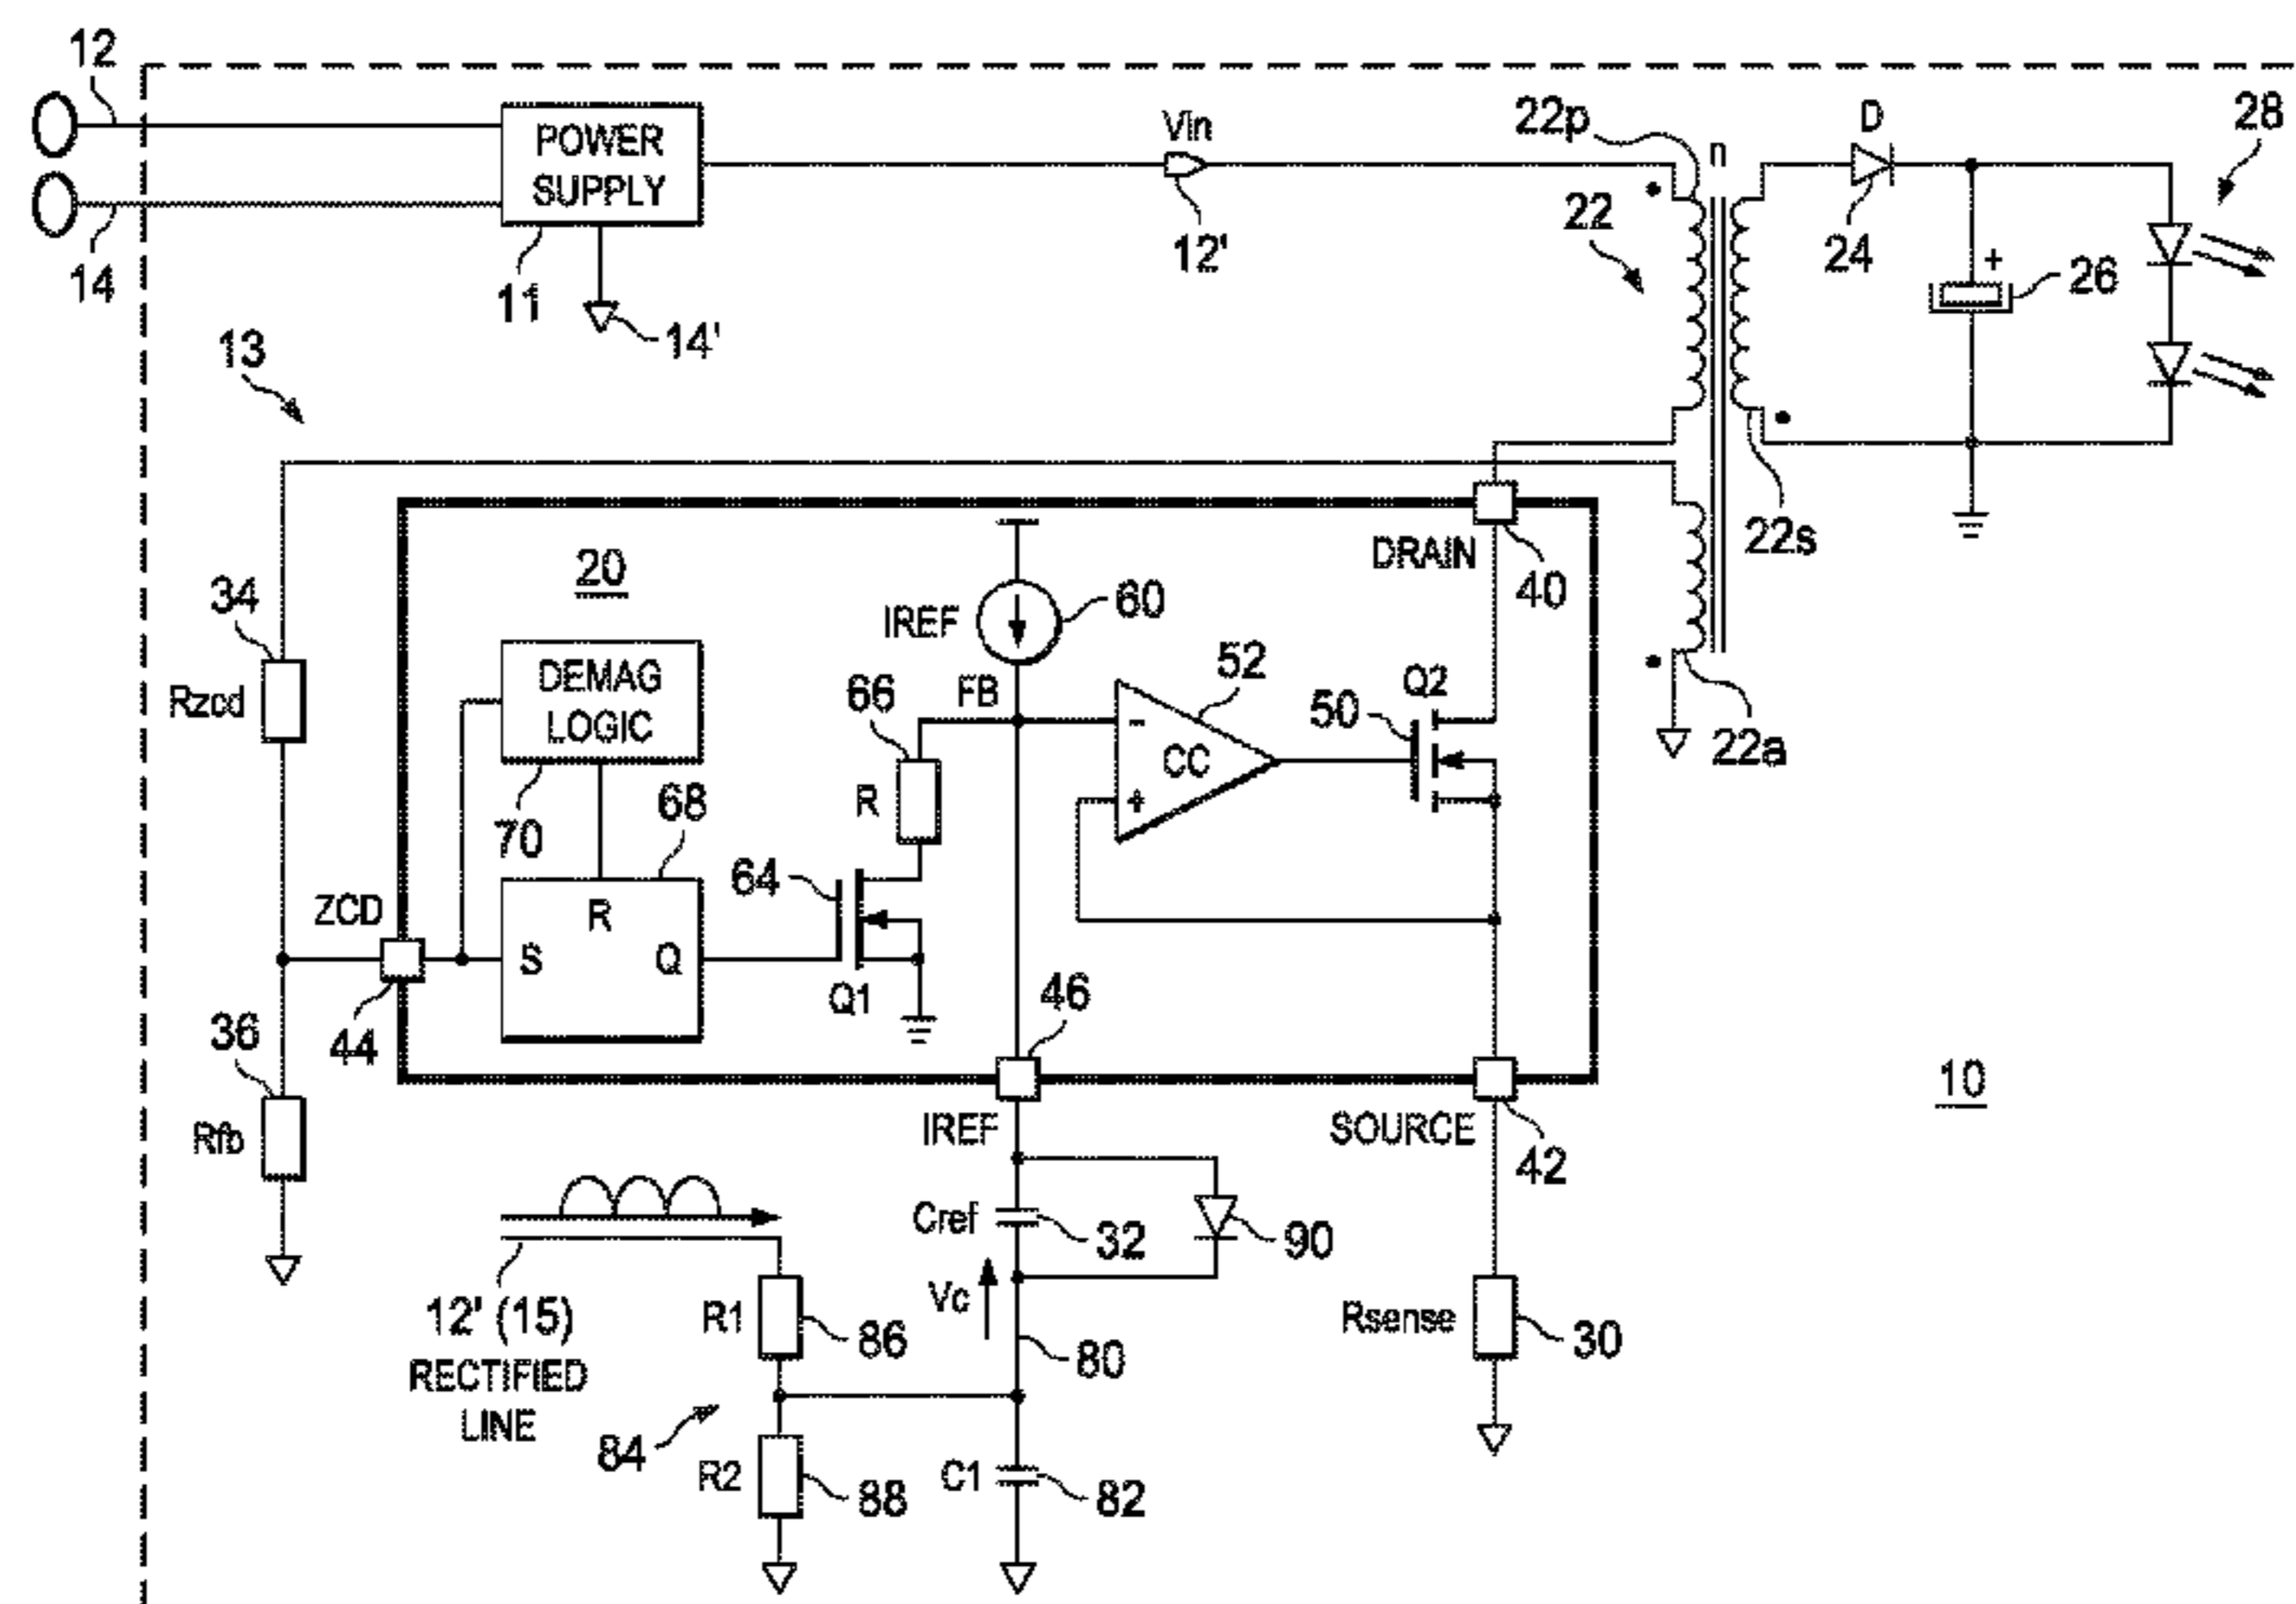 12
14
POWER
SUPPLY
11
14'
Vin
12'
22p
22
n
D
24
26
+
28
22s
22a
13
34
Rzcd
36
Rfb
ZCD
44
20
DEMAG
LOGIC
70
68
S
R
Q
64
Q1
66
R
IREF
60
FB
52
-
CC
+
50
Q2
DRAIN
40
46
IREF
SOURCE
42
10
Cref
32
90
Vc
80
12' (15)
RECTIFIED
LINE
R1
86
84
R2
88
C1
82
Rsense
30